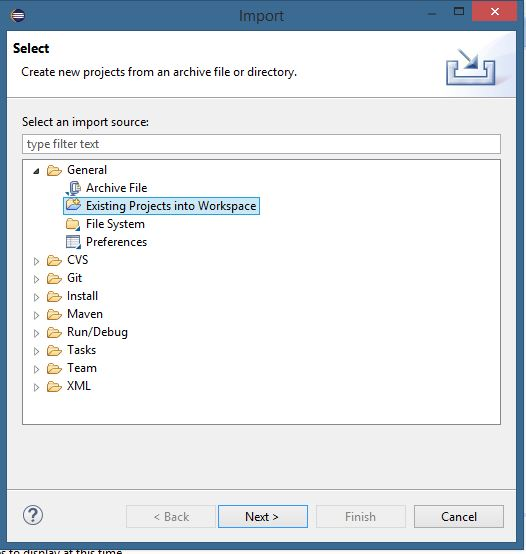 Import
Select
Create new projects from an archive file or directory.
Select an import source:
type filter text
General
Archive File
Existing Projects into Workspace
File System
Preferences
CVS
Git
Install
Maven
Run/Debug
Tasks
Team
XML
?
< Back
Next >
Finish
Cancel
to display at this time.